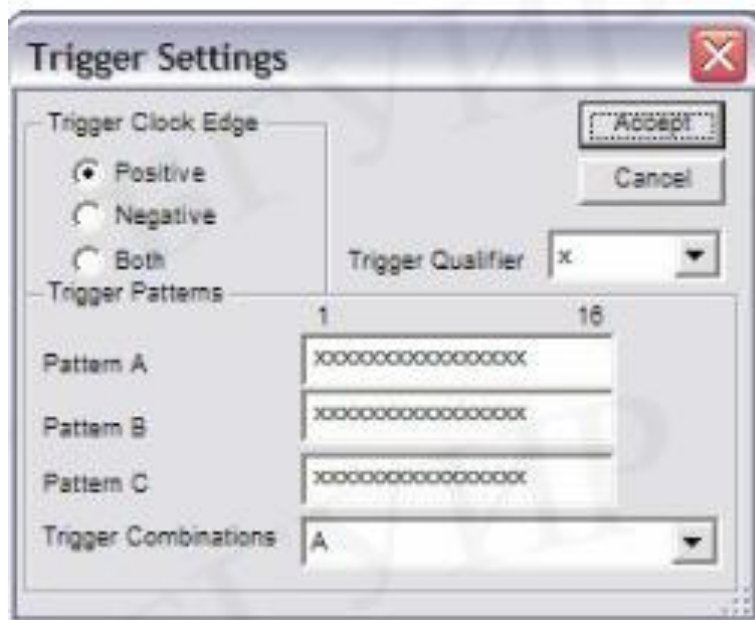 Trigger Settings
Trigger Clock Edge
Accept
Positive
Cancel
Negative
Both
Trigger Qualifier x
Trigger Patterns
1 16
Pattern A xxxxxxxxxxxxxxxx
Pattern B xxxxxxxxxxxxxxxx
Pattern C xxxxxxxxxxxxxxxx
Trigger Combinations A